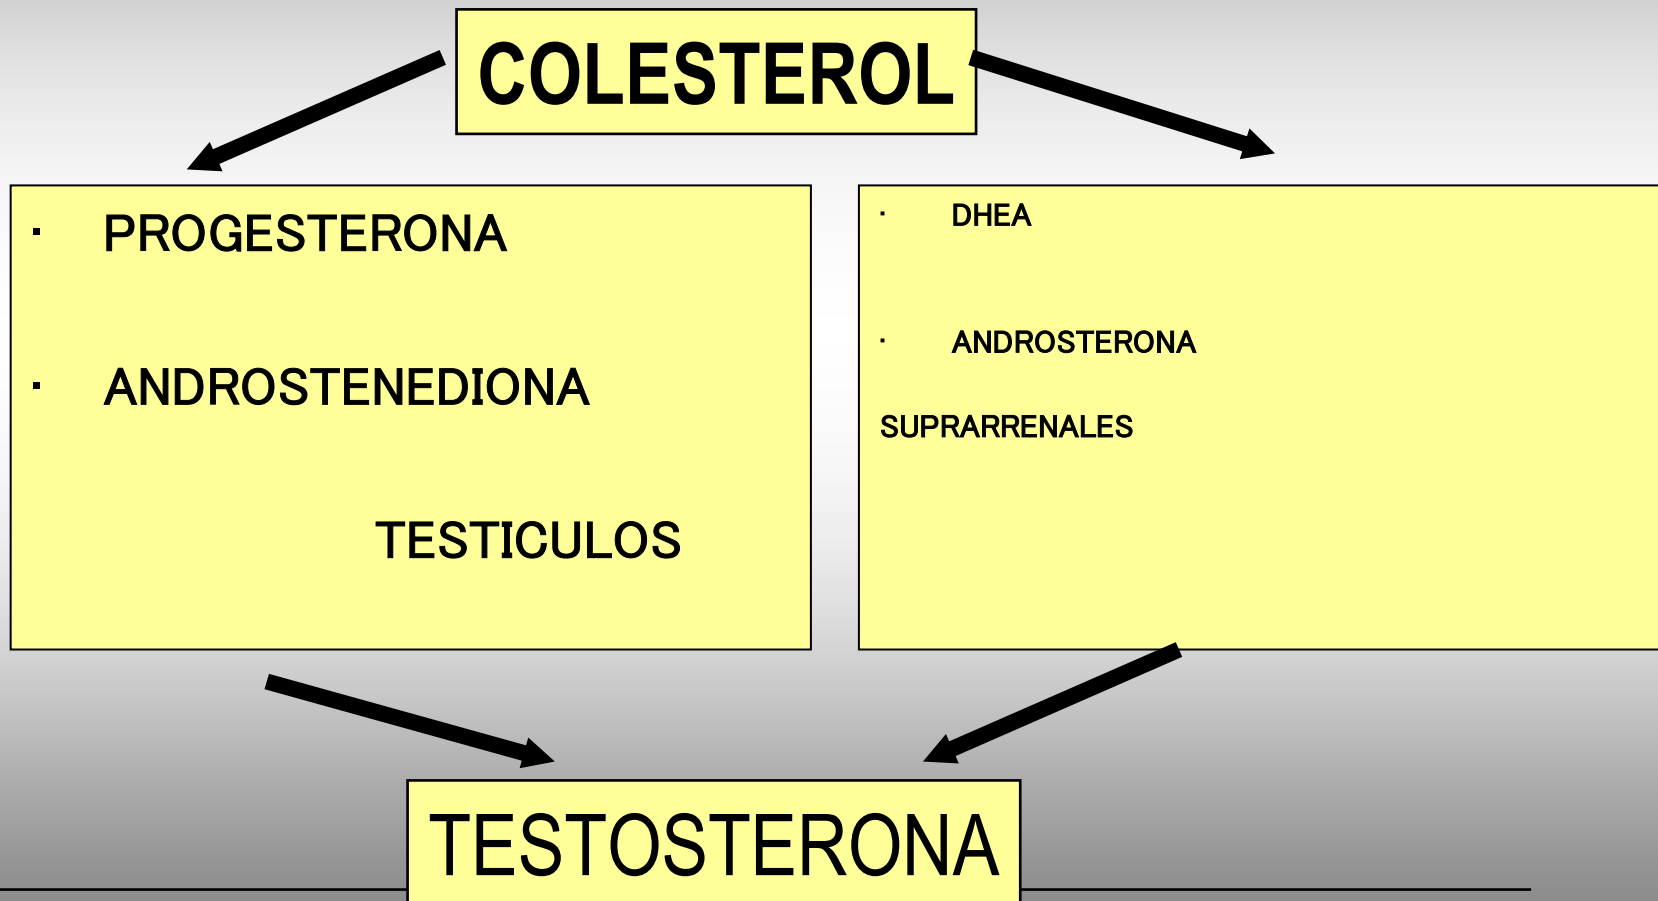 COLESTEROL
· PROGESTERONA
· ANDROSTENEDIONA
TESTICULOS
· DHEA
· ANDROSTERONA
SUPRARRENALES
TESTOSTERONA